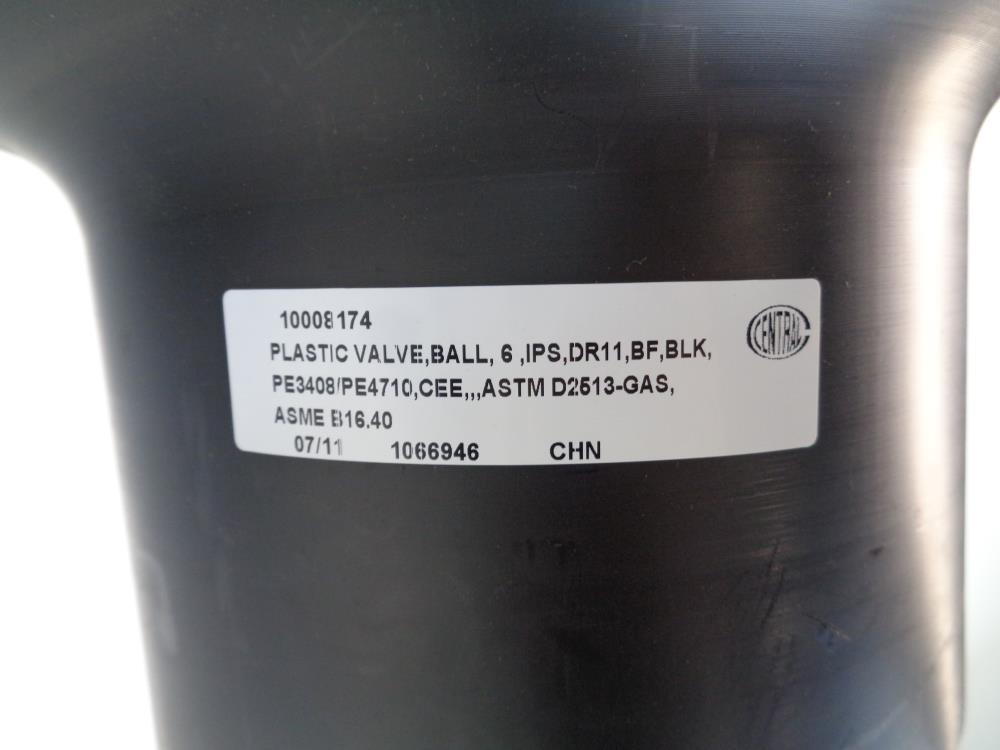 10008174
CENTRAL
PLASTIC VALVE,BALL, 6 ,IPS,DR11,BF,BLK,
PE3408/PE4710,CEE,,,ASTM D2513-GAS,
ASME B16.40
07/11 1066946 CHN